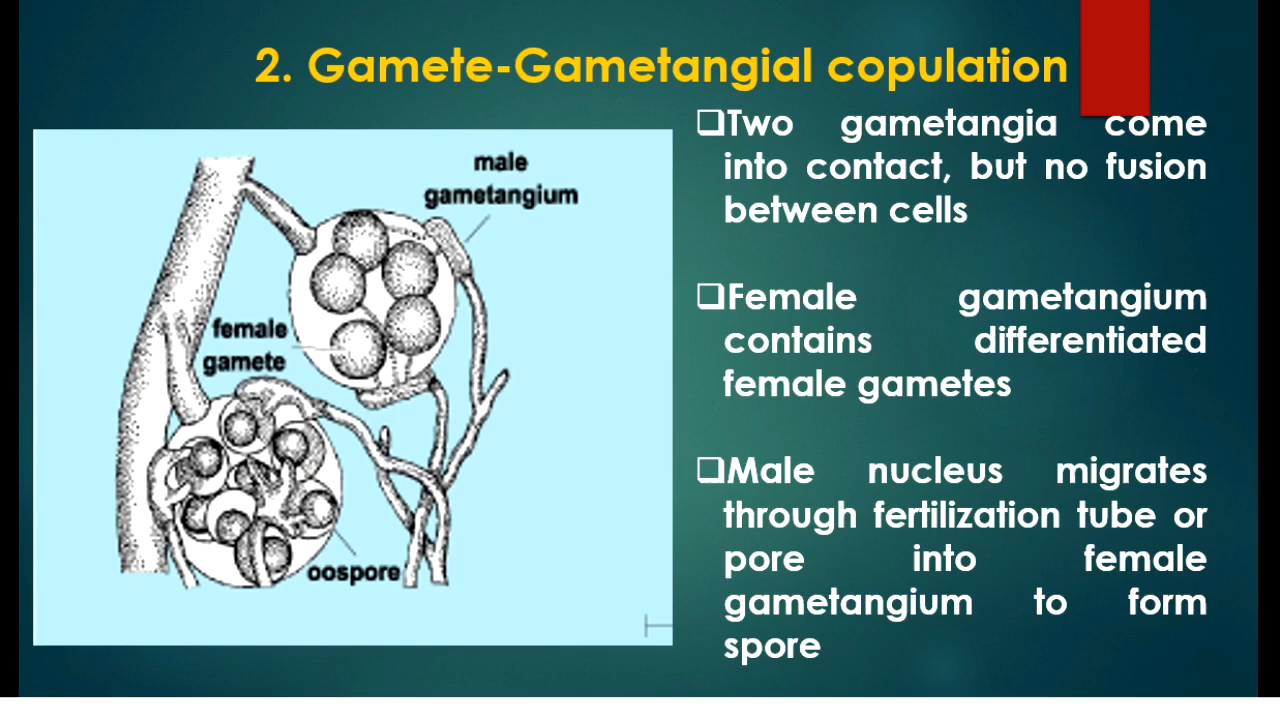 2. Gamete-Gametangial copulation
male
gametangium
female
gamete
oospore
❑Two gametangia come
into contact, but no fusion
between cells
❑Female gametangium
contains differentiated
female gametes
❑Male nucleus migrates
through fertilization tube or
pore into female
gametangium to form
spore